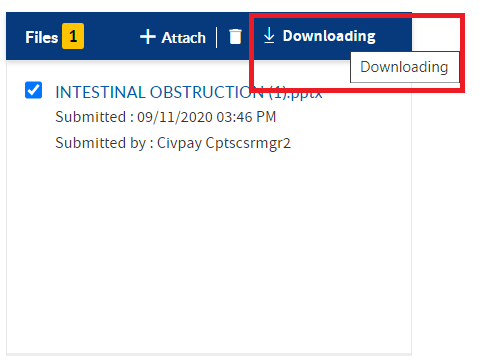 Files 1 Attach Downloading
Downloading
INTESTINAL OBSTRUCTION (1).pptx
Submitted : 09/11/2020 03:46 PM
Submitted by : Civpay Cptscsrmgr2